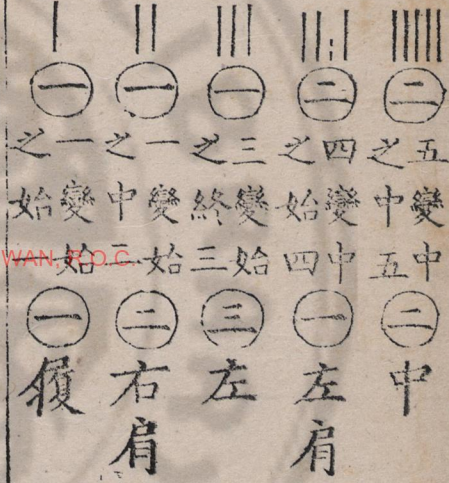 ||||| 二
五變中
之中五
二 中
|||| 二
四變中
之始四
一 左肩
||| 一
三變始
之終三
三 左
|| 一
一變始
之中二
二 右肩
| 一
一變始
之始一
一 履
WAN, R.O.C.